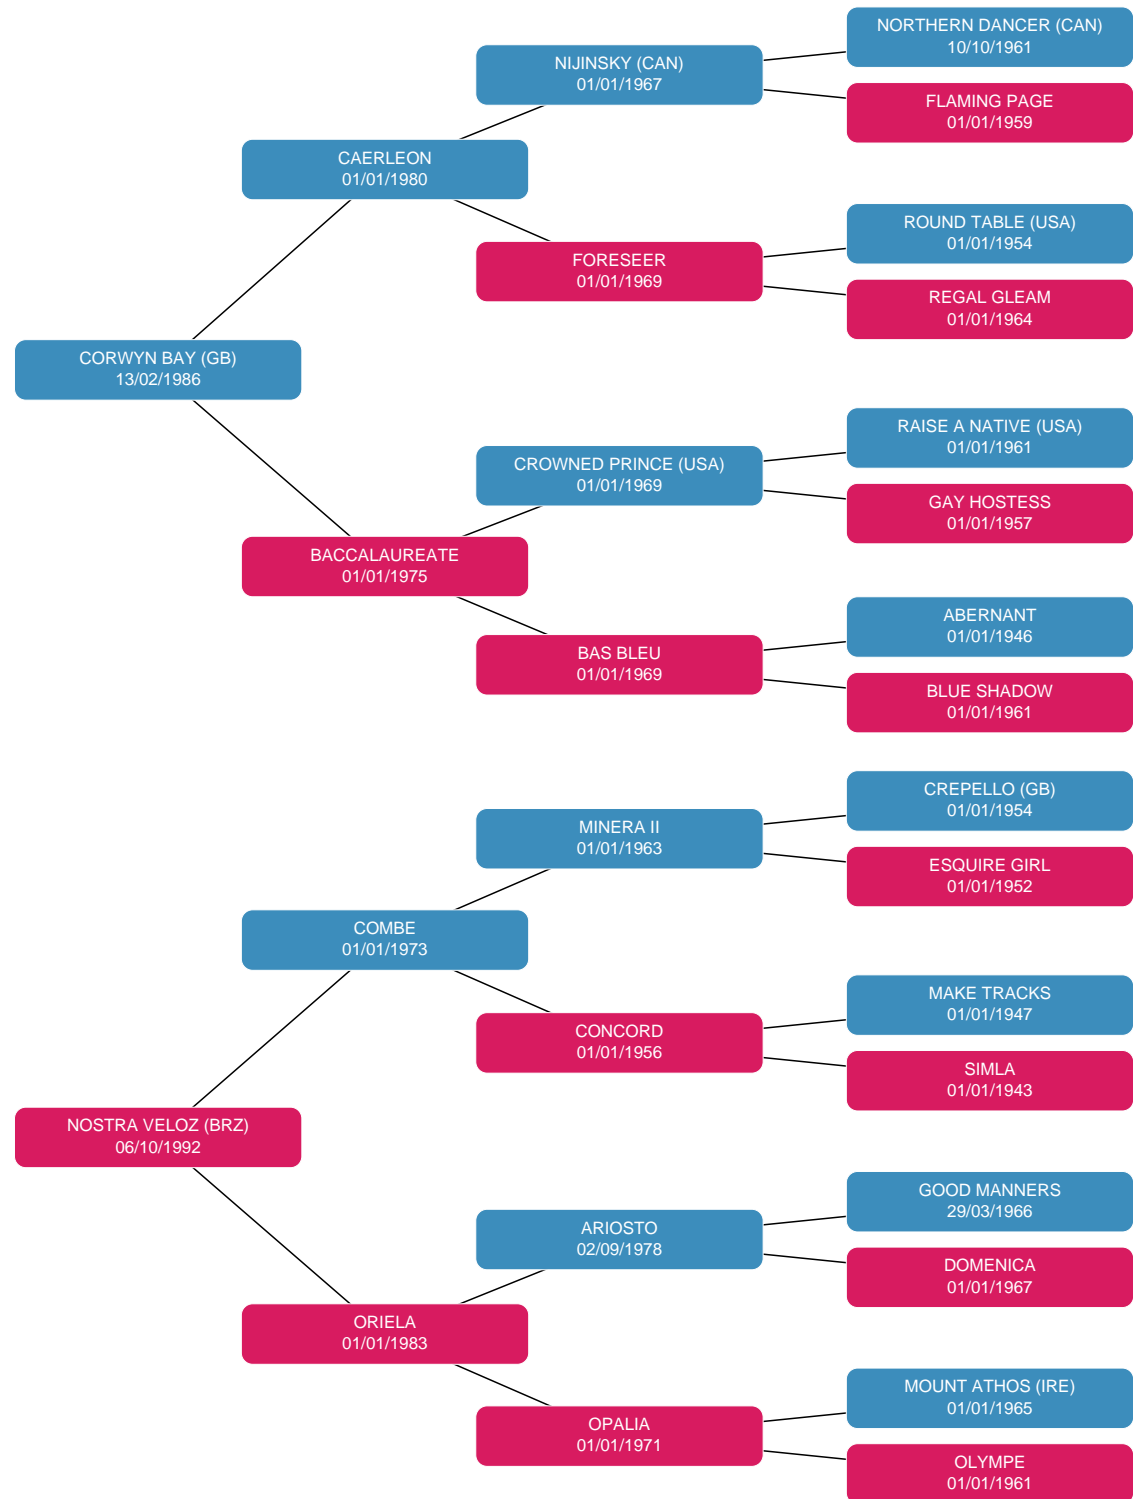 NORTHERN DANCER (CAN)
10/10/1961
NIJINSKY (CAN)
01/01/1967
FLAMING PAGE
01/01/1959
CAERLEON
01/01/1980
ROUND TABLE (USA)
01/01/1954
FORESEER
01/01/1969
REGAL GLEAM
01/01/1964
CORWYN BAY (GB)
13/02/1986
RAISE A NATIVE (USA)
01/01/1961
CROWNED PRINCE (USA)
01/01/1969
GAY HOSTESS
01/01/1957
BACCALAUREATE
01/01/1975
ABERNANT
01/01/1946
BAS BLEU
01/01/1969
BLUE SHADOW
01/01/1961
CREPELLO (GB)
01/01/1954
MINERA II
01/01/1963
ESQUIRE GIRL
01/01/1952
COMBE
01/01/1973
MAKE TRACKS
01/01/1947
CONCORD
01/01/1956
SIMLA
01/01/1943
NOSTRA VELOZ (BRZ)
06/10/1992
GOOD MANNERS
29/03/1966
ARIOSTO
02/09/1978
DOMENICA
01/01/1967
ORIELA
01/01/1983
MOUNT ATHOS (IRE)
01/01/1965
OPALIA
01/01/1971
OLYMPE
01/01/1961